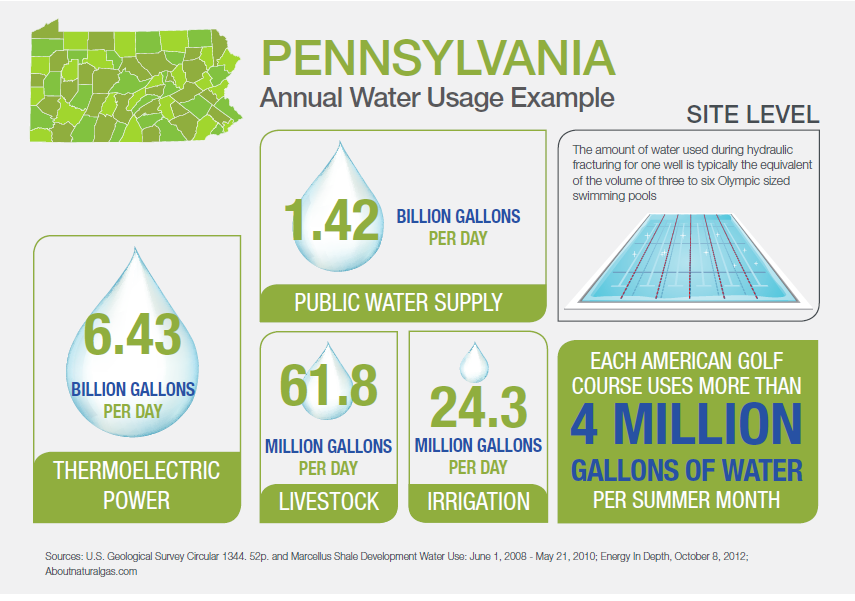 PENNSYLVANIA
Annual Water Usage Example
SITE LEVEL
The amount of water used during hydraulic
fracturing for one well is typically the equivalent
of the volume of three to six Olympic sized
swimming pools
1.42
BILLION GALLONS
PER DAY
PUBLIC WATER SUPPLY
6.43
BILLION GALLONS
PER DAY
THERMOELECTRIC
POWER
61.8
MILLION GALLONS
PER DAY
LIVESTOCK
24.3
MILLION GALLONS
PER DAY
IRRIGATION
EACH AMERICAN GOLF
COURSE USES MORE THAN
4 MILLION
GALLONS OF WATER
PER SUMMER MONTH
Sources: U.S. Geological Survey Circular 1344. 52p. and Marcellus Shale Development Water Use: June 1, 2008 - May 21, 2010; Energy In Depth, October 8, 2012;
Aboutnaturalgas.com